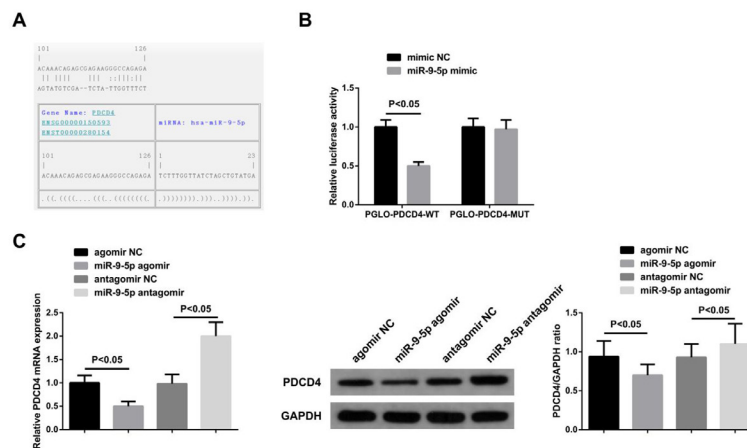 A
101 126
| |
ACAAACAGAGCGAGAAGGGCCAGAGA
|| |||| ||| || ::|||:||
AGTATGTCGA--TCTA-TTGGTTTCT
Gene Name: PDCD4
ENSG00000150593
ENST00000280154
miRNA: hsa-miR-9-5p
101 126
| |
ACAAACAGAGCGAGAAGGGCCAGAGA
1 23
| |
TCTTTGGTTATCTAGCTGTATGA
B
mimic NC
miR-9-5p mimic
Relative luciferase activity
1.5
1.0
0.5
0.0
P<0.05
PGLO-PDCD4-WT PGLO-PDCD4-MUT
C
agomir NC
miR-9-5p agomir
antagomir NC
miR-9-5p antagomir
Relative PDCD4 mRNA expression
2.5
2.0
1.5
1.0
0.5
0.0
P<0.05
P<0.05
agomir NC
miR-9-5p agomir
antagomir NC
miR-9-5p antagomir
PDCD4
GAPDH
agomir NC
miR-9-5p agomir
antagomir NC
miR-9-5p antagomir
PDCD4/GAPDH ratio
1.5
1.0
0.5
0.0
P<0.05
P<0.05